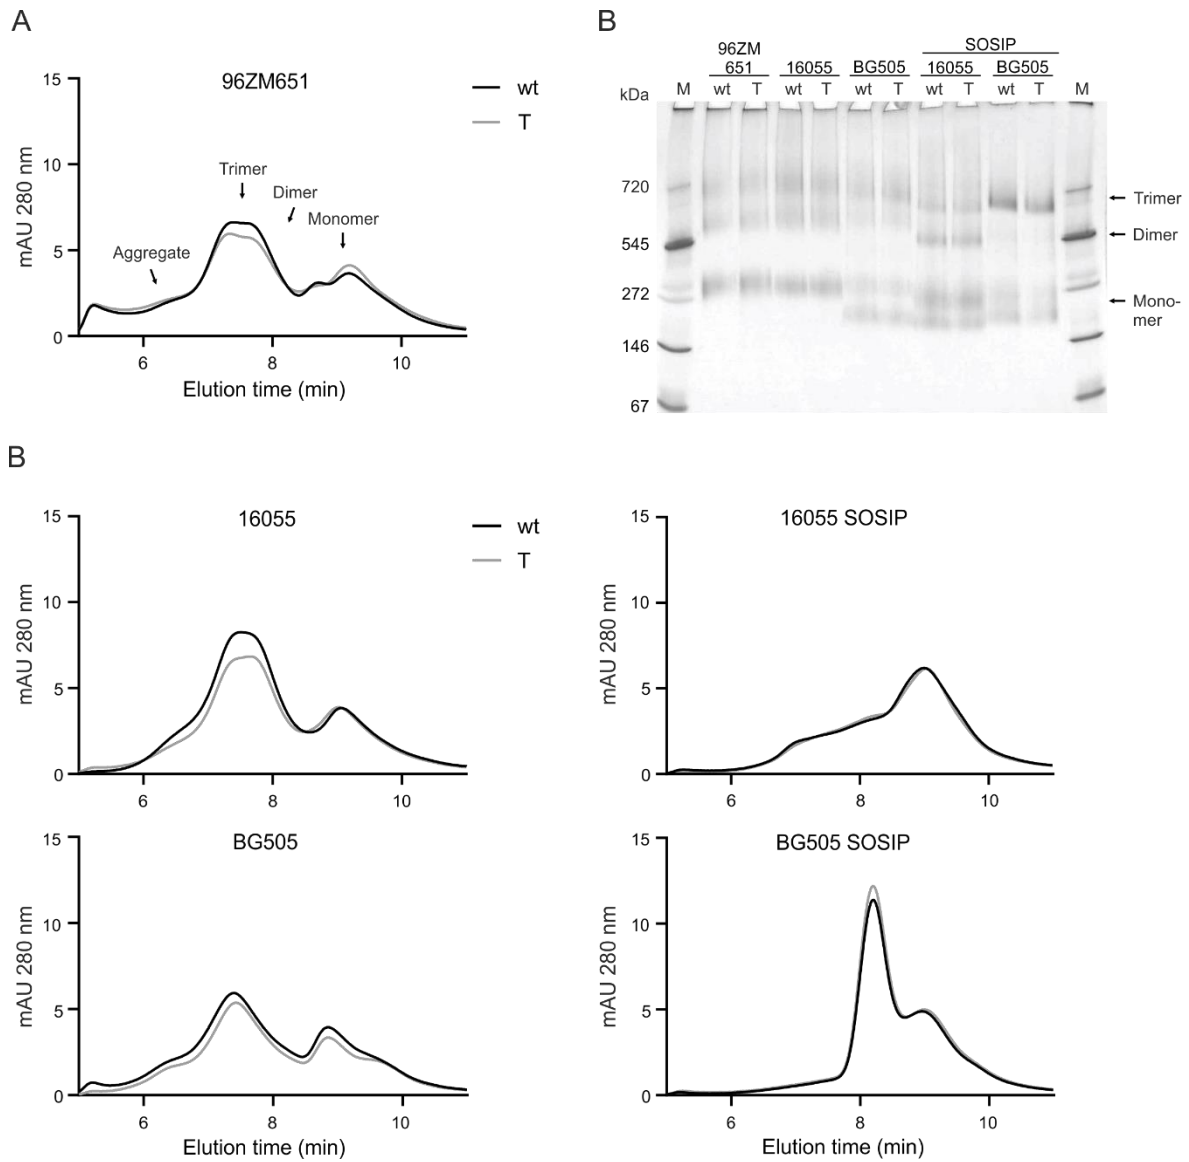 A
96ZM651
wt
T
15
10
5
0
mAU 280 nm
Aggregate
Trimer
Dimer
Monomer
6
8
10
Elution time (min)
B
SOSIP
96ZM
651
16055
BG505
16055
BG505
kDa
M
wt
T
wt
T
wt
T
wt
T
wt
T
M
720
545
272
146
67
Trimer
Dimer
Mono-
mer
B
16055
wt
T
15
10
5
0
mAU 280 nm
6
8
10
16055 SOSIP
15
10
5
0
mAU 280 nm
6
8
10
BG505
15
10
5
0
mAU 280 nm
6
8
10
Elution time (min)
BG505 SOSIP
15
10
5
0
mAU 280 nm
6
8
10
Elution time (min)